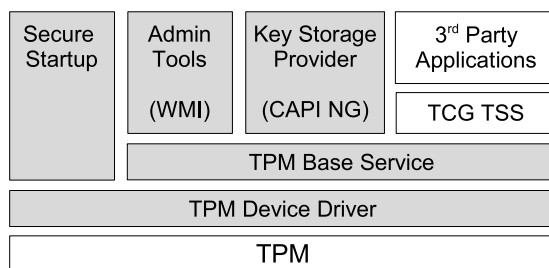 Secure
Startup
Admin
Tools
(WMI)
Key Storage
Provider
(CAPI NG)
3rd Party
Applications
TCG TSS
TPM Base Service
TPM Device Driver
TPM